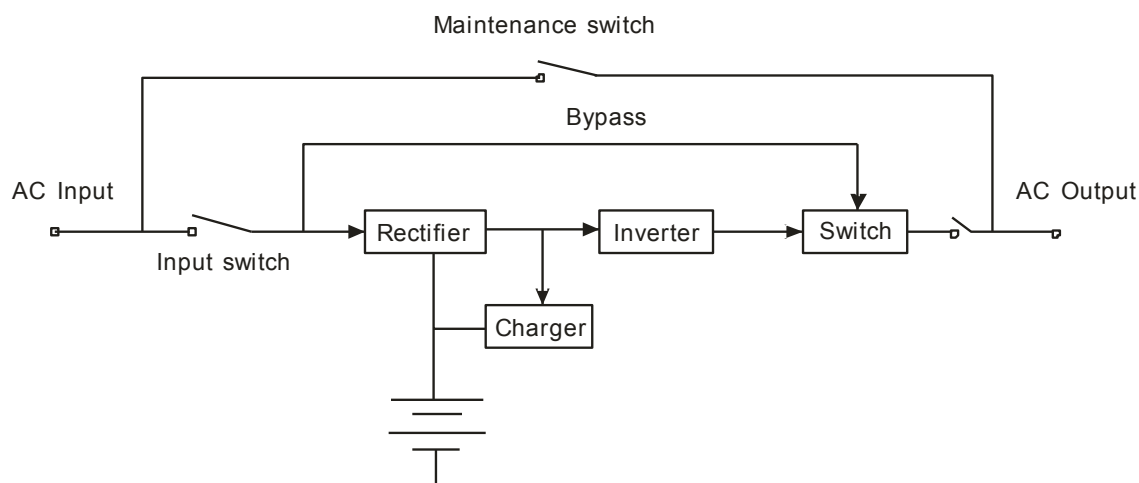 Maintenance switch
Bypass
AC Input
AC Output
Rectifier
Inverter
Switch
Input switch
Charger